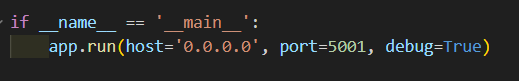 if __name__ == '__main__':
    app.run(host='0.0.0.0', port=5001, debug=True)